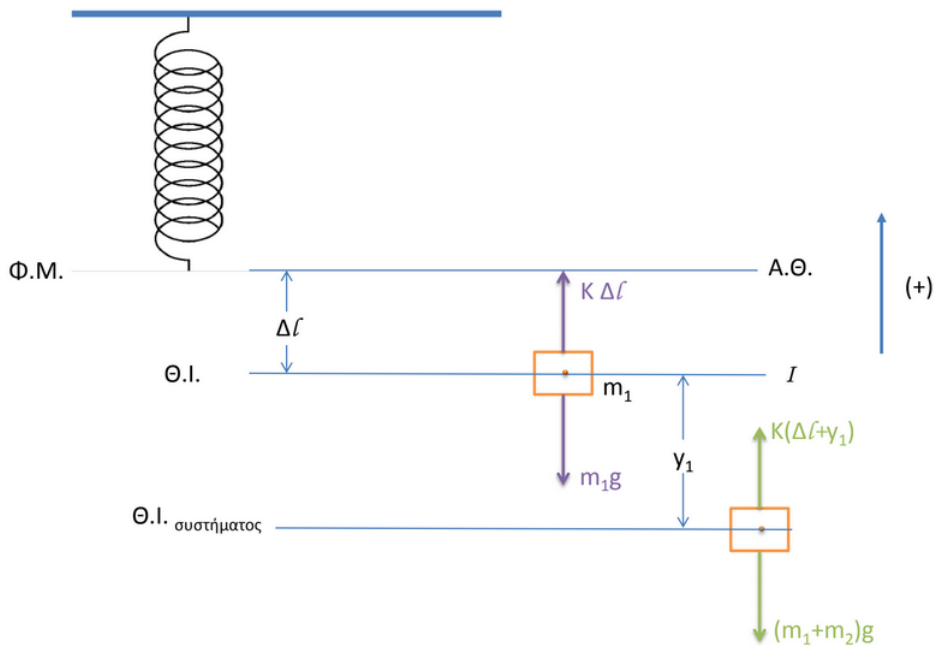 Φ.Μ.
Α.Θ.
(+)
Κ Δℓ
Δℓ
Θ.Ι.
I
m₁
Κ(Δℓ+y₁)
y₁
m₁g
Θ.Ι. συστήματος
(m₁+m₂)g